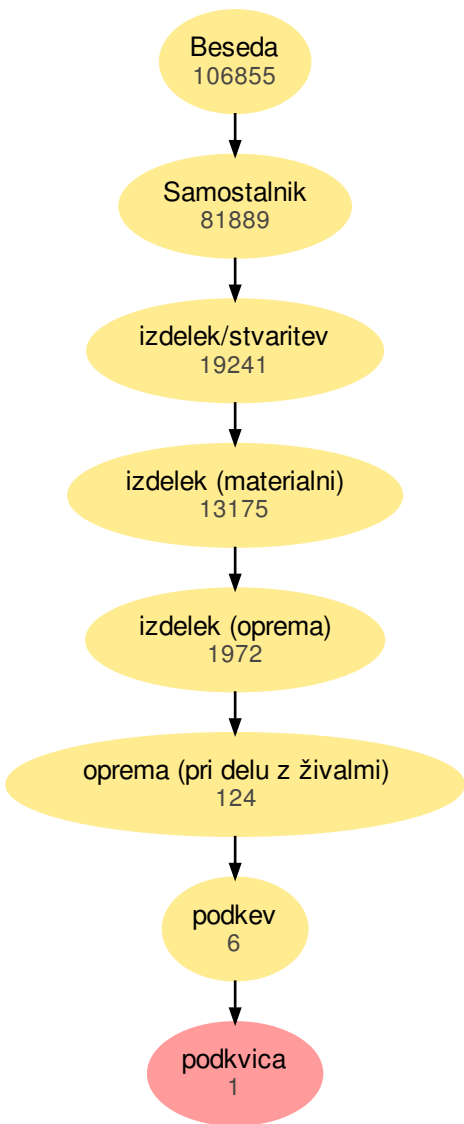 Beseda
106855
Samostalnik
81889
izdelek/stvaritev
19241
izdelek (materialni)
13175
izdelek (oprema)
1972
oprema (pri delu z živalmi)
124
podkev
6
podkvica
1